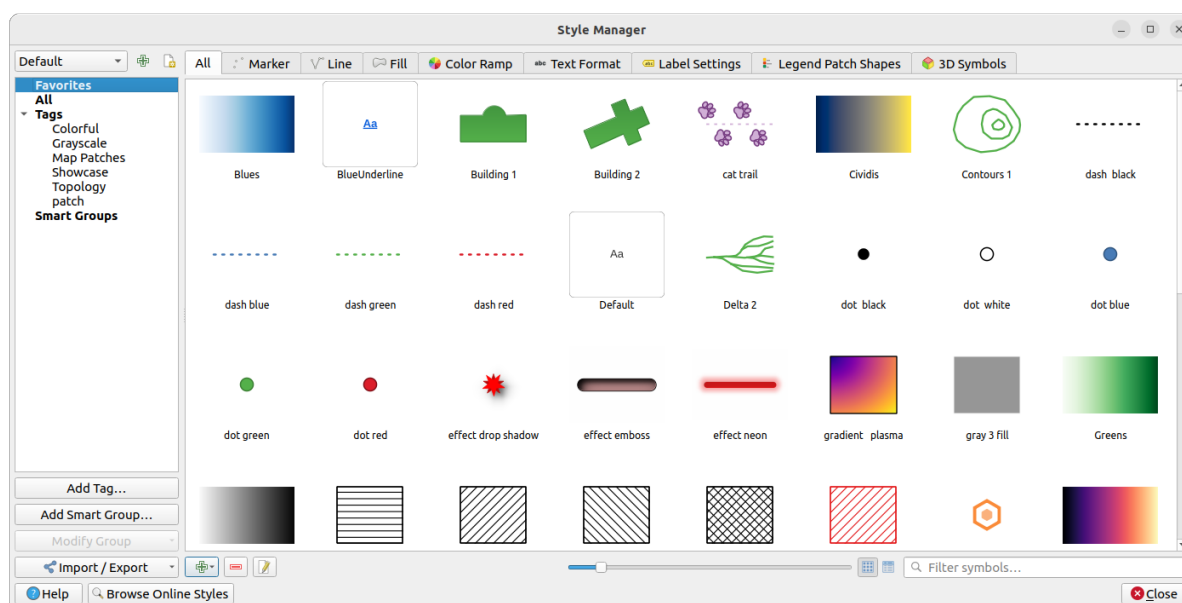 Style Manager
Default
All
Marker
Line
Fill
Color Ramp
abc Text Format
abc Label Settings
Legend Patch Shapes
3D Symbols
Favorites
All
Tags
Colorful
Grayscale
Map Patches
Showcase
Topology
patch
Smart Groups
Aa
Blues
BlueUnderline
Building 1
Building 2
cat trail
Cividis
Contours 1
dash black
Aa
dash blue
dash green
dash red
Default
Delta 2
dot black
dot white
dot blue
dot green
dot red
effect drop shadow
effect emboss
effect neon
gradient plasma
gray 3 fill
Greens
Add Tag...
Add Smart Group...
Modify Group
Import / Export
Filter symbols...
Help
Browse Online Styles
Close